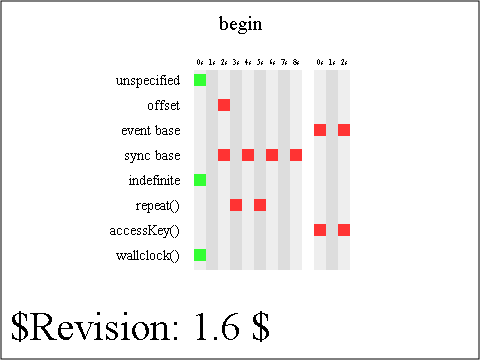 begin
0s 1s 2s 3s 4s 5s 6s 7s 8s 0s 1s 2s
unspecified
offset
event base
sync base
indefinite
repeat()
accessKey()
wallclock()
$Revision: 1.6 $